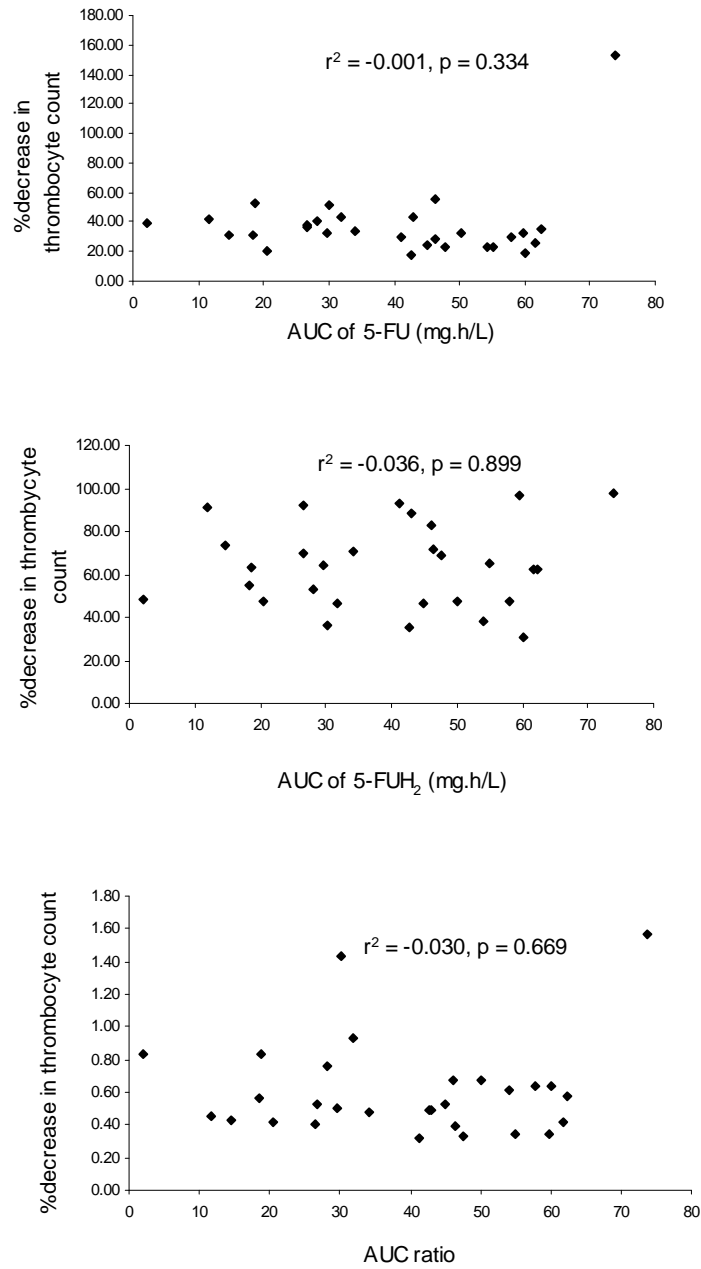 180.00
160.00
140.00
120.00
100.00
80.00
60.00
40.00
20.00
0.00
%decrease in
thrombocyte count
r² = -0.001, p = 0.334
0 10 20 30 40 50 60 70 80
AUC of 5-FU (mg.h/L)
120.00
100.00
80.00
60.00
40.00
20.00
0.00
%decrease in thrombycyte
count
r² = -0.036, p = 0.899
0 10 20 30 40 50 60 70 80
AUC of 5-FUH₂ (mg.h/L)
1.80
1.60
1.40
1.20
1.00
0.80
0.60
0.40
0.20
0.00
%decrease in thrombocyte count
r² = -0.030, p = 0.669
0 10 20 30 40 50 60 70 80
AUC ratio